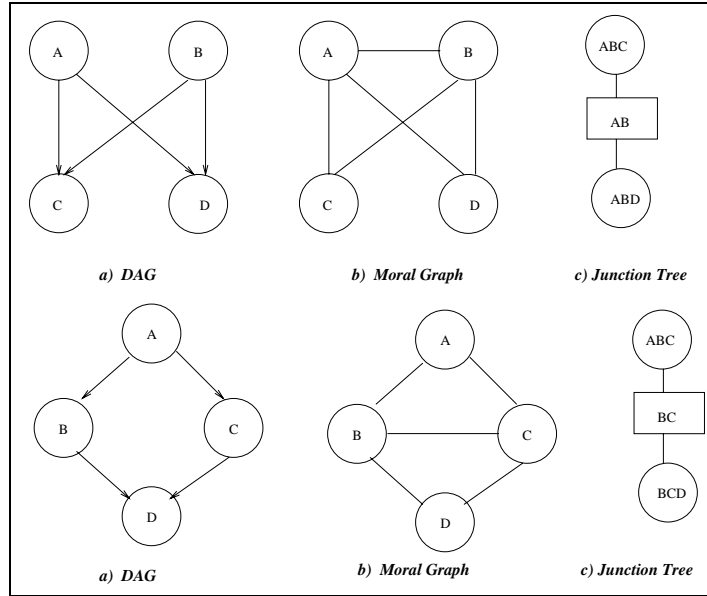 A B A B ABC
AB
C D C D ABD
a) DAG b) Moral Graph c) Junction Tree
A A ABC
B C B C BC
D D BCD
a) DAG b) Moral Graph c) Junction Tree